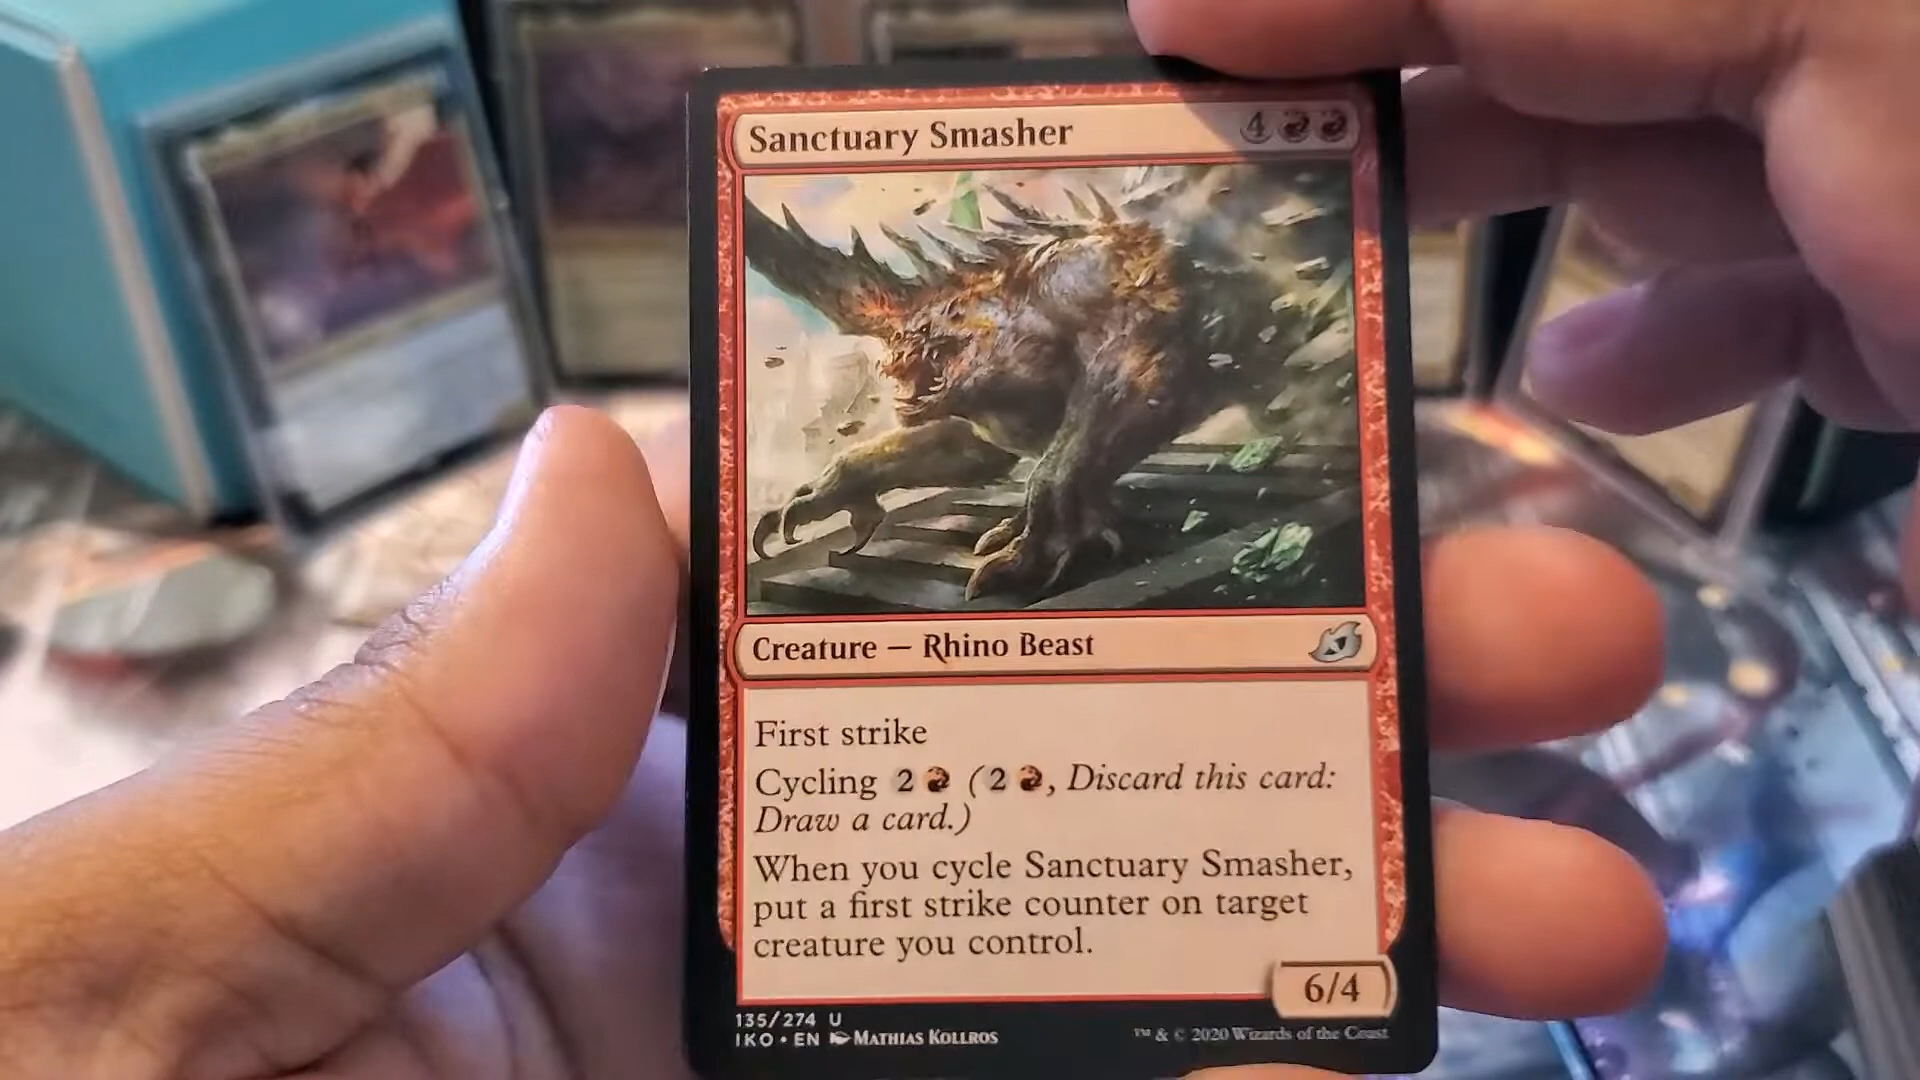 Sanctuary Smasher 4
Creature — Rhino Beast
First strike
Cycling 2 (2 , Discard this card:
Draw a card.)
When you cycle Sanctuary Smasher,
put a first strike counter on target
creature you control.
6/4
135/274 U
IKO • EN MATHIAS KOLLROS
™ & © 2020 Wizards of the Coast